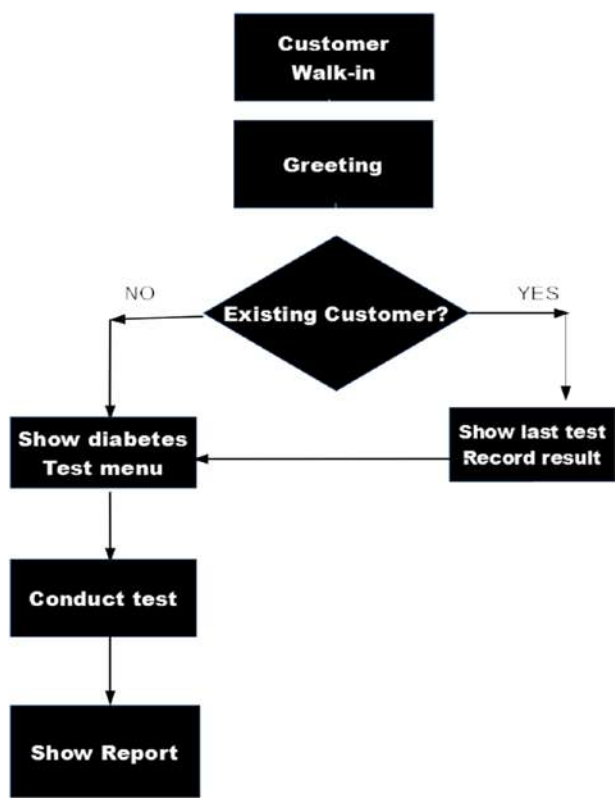 Customer
Walk-in
Greeting
Existing Customer?
NO
YES
Show diabetes
Test menu
Show last test
Record result
Conduct test
Show Report